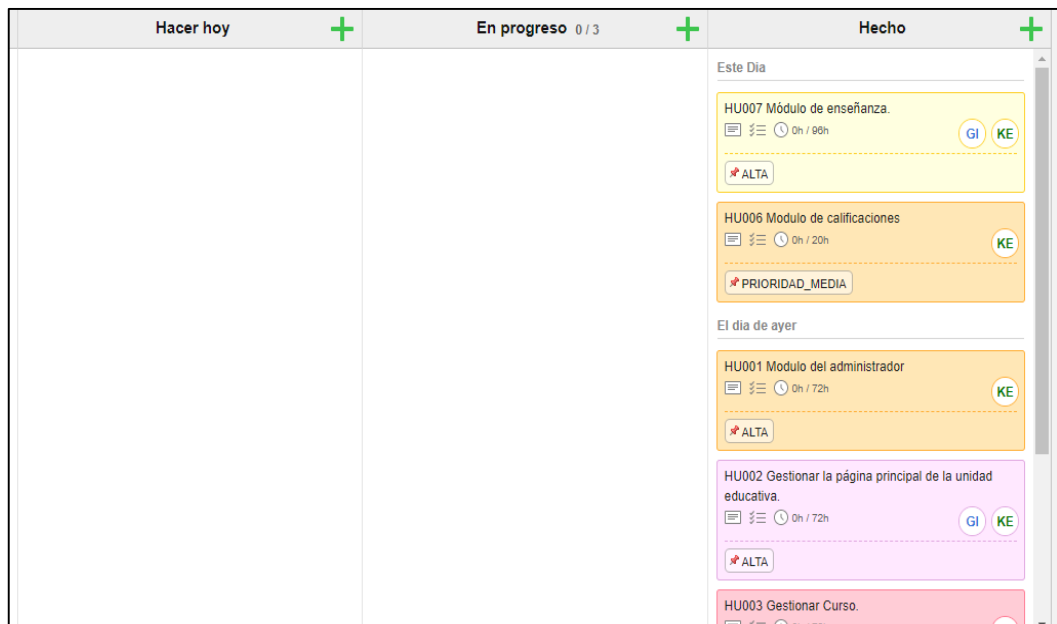 Hacer hoy
En progreso 0 / 3
Hecho
Este Dia
HU007 Módulo de enseñanza.
0h / 96h
GI KE
ALTA
HU006 Modulo de calificaciones
0h / 20h
KE
PRIORIDAD_MEDIA
El dia de ayer
HU001 Modulo del administrador
0h / 72h
KE
ALTA
HU002 Gestionar la página principal de la unidad
educativa.
0h / 72h
GI KE
ALTA
HU003 Gestionar Curso.